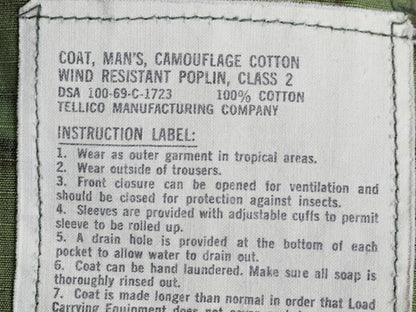 COAT, MAN'S, CAMOUFLAGE COTTON
WIND RESISTANT POPLIN, CLASS 2
DSA 100-69-C-1723 100% COTTON
TELLICO MANUFACTURING COMPANY
INSTRUCTION LABEL:
1. Wear as outer garment in tropical areas.
2. Wear outside of trousers.
3. Front closure can be opened for ventilation and
should be closed for protection against insects.
4. Sleeves are provided with adjustable cuffs to permit
sleeve to be rolled up.
5. A drain hole is provided at the bottom of each
pocket to allow water to drain out.
6. Coat can be hand laundered. Make sure all soap is
thoroughly rinsed out.
7. Coat is made longer than normal in order that Load
Carrying Equipment does not